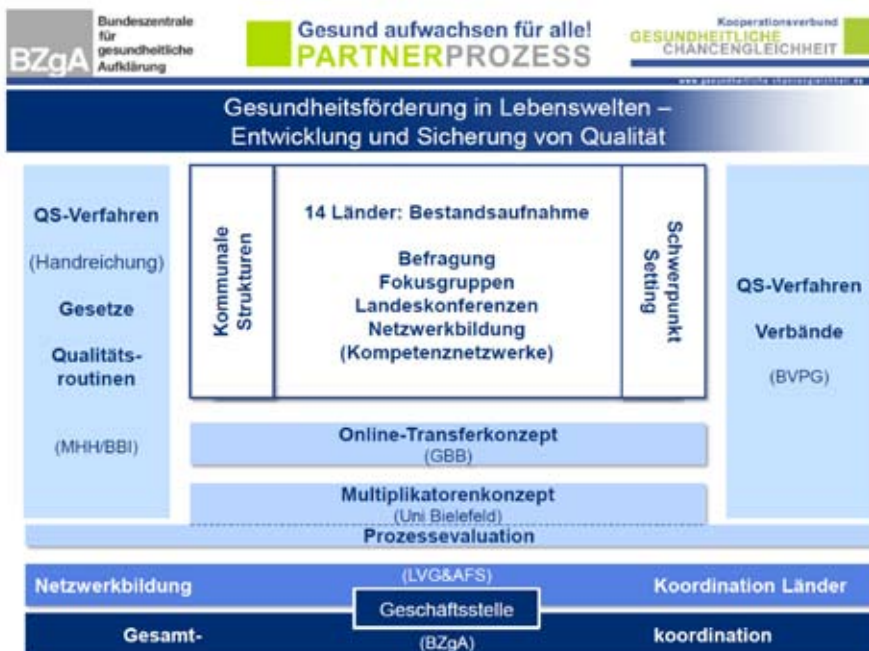 BZgA
Bundeszentrale
für
gesundheitliche
Aufklärung
Gesund aufwachsen für alle!
PARTNERPROZESS
Kooperationsverbund
GESUNDHEITLICHE
CHANCENGLEICHHEIT
www.gesundheitliche-chancengleichheit.de
Gesundheitsförderung in Lebenswelten –
Entwicklung und Sicherung von Qualität
QS-Verfahren
(Handreichung)
Gesetze
Qualitäts-
routinen
(MHH/BBI)
Kommunale
Strukturen
14 Länder: Bestandsaufnahme
Befragung
Fokusgruppen
Landeskonferenzen
Netzwerkbildung
(Kompetenznetzwerke)
Schwerpunkt
Setting
QS-Verfahren
Verbände
(BVPG)
Online-Transferkonzept
(GBB)
Multiplikatorenkonzept
(Uni Bielefeld)
Prozessevaluation
Netzwerkbildung
(LVG&AFS)
Koordination Länder
Geschäftsstelle
Gesamt-
(BZgA)
koordination